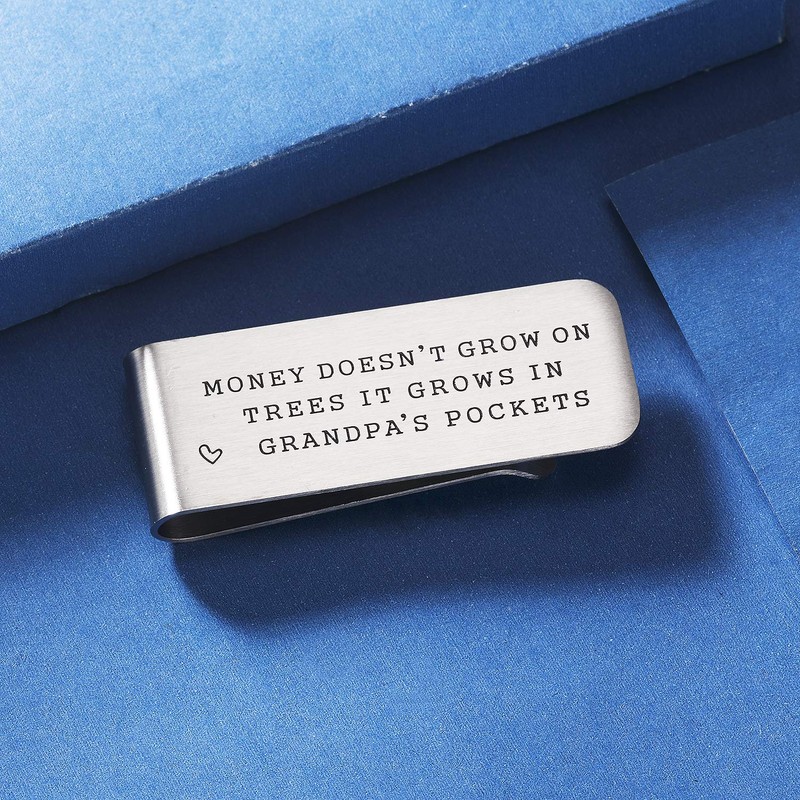 MONEY DOESN'T GROW ON
TREES IT GROWS IN
GRANDPA'S POCKETS